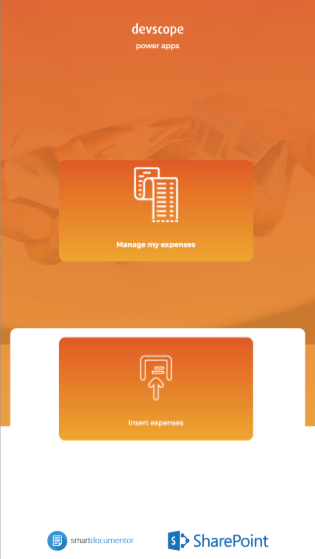 devscope
power apps
Manage my expenses
Insert expenses
smartdocumentor
S SharePoint